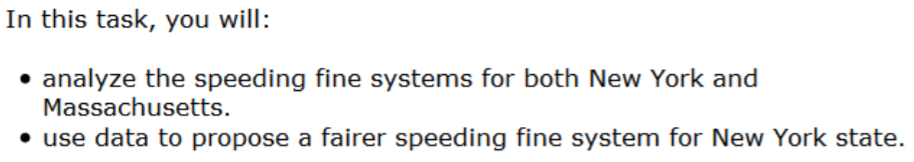 In this task, you will:
• analyze the speeding fine systems for both New York and
Massachusetts.
• use data to propose a fairer speeding fine system for New York state.